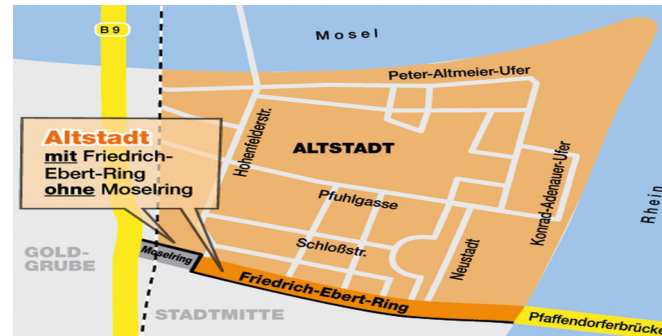 B 9
Mosel
Peter-Altmeier-Ufer
Altstadt
mit Friedrich-
Ebert-Ring
ohne Moselring
Hohenfelderstr.
ALTSTADT
Konrad-Adenauer-Ufer
Rhein
Pfuhlgasse
Schloßstr.
Neustadt
GOLD-
GRUBE
Moselring
Friedrich-Ebert-Ring
STADTMITTE
Pfaffendorferbrücke